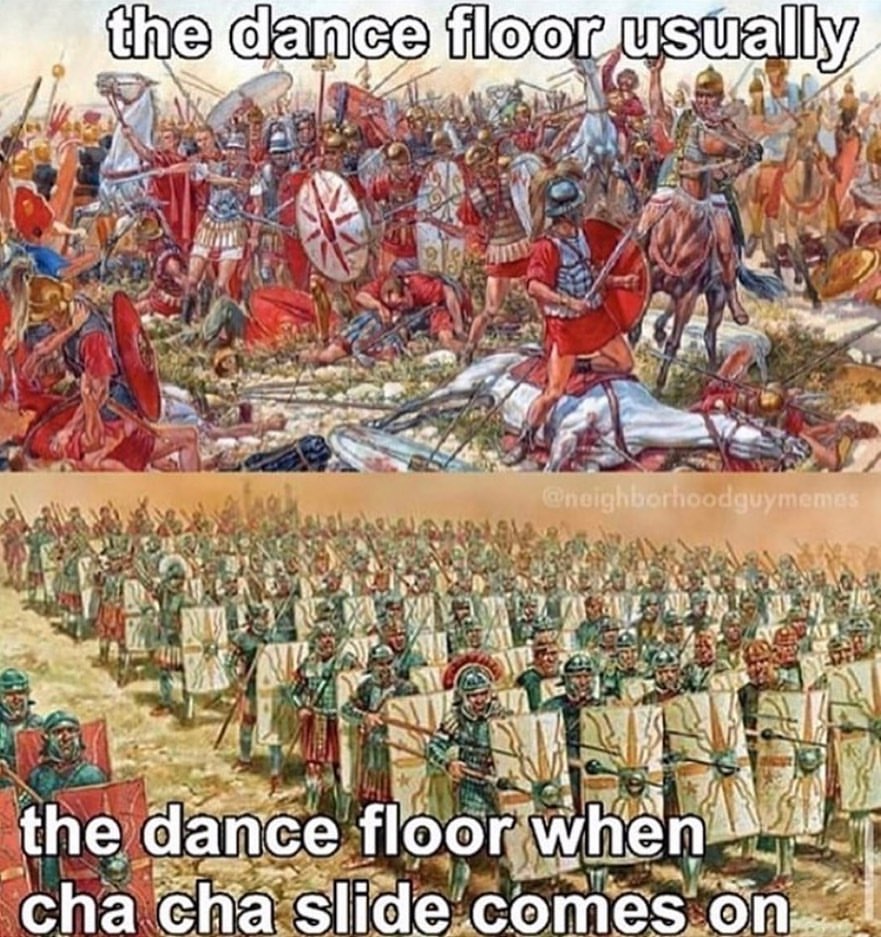 the dance floor usually
@neighborhoodguymemes
the dance floor when
cha cha slide comes on